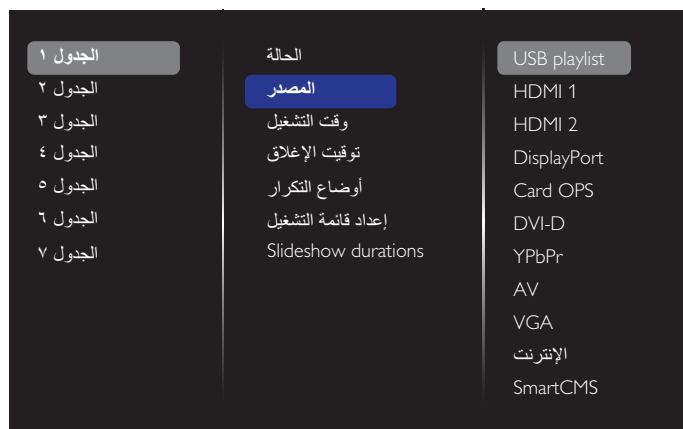 الجدول ١
الجدول ٢
الجدول ٣
الجدول ٤
الجدول ٥
الجدول ٦
الجدول ٧
الحالة
المصدر
وقت التشغيل
توقيت الإغلاق
أوضاع التكرار
إعداد قائمة التشغيل
Slideshow durations
USB playlist
HDMI 1
HDMI 2
DisplayPort
Card OPS
DVI-D
YPbPr
AV
VGA
الإنترنت
SmartCMS